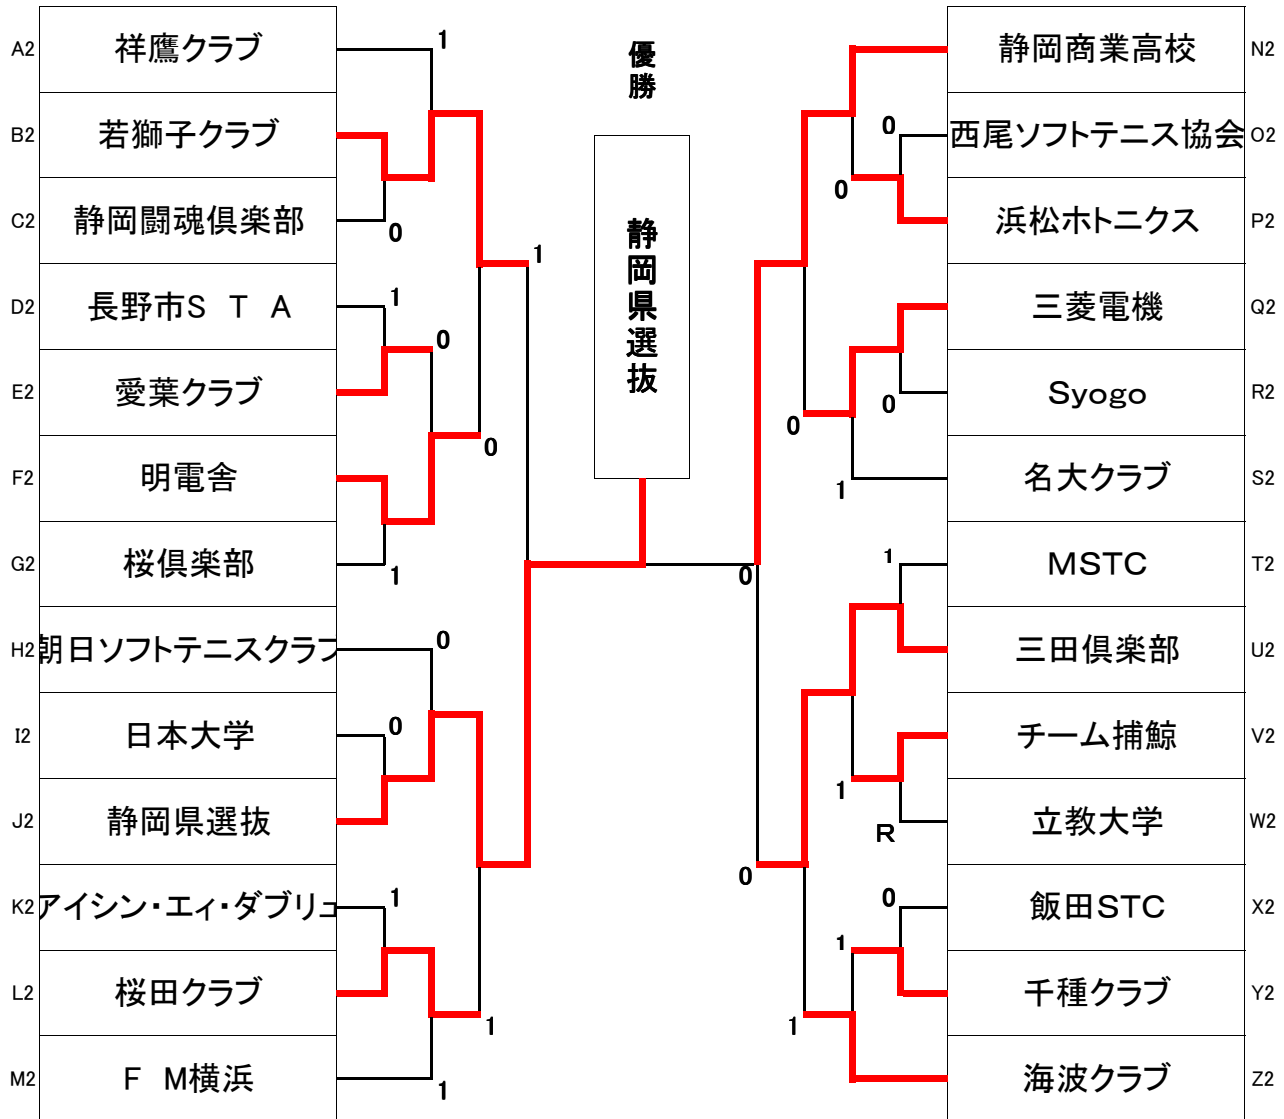 優勝
静岡県選抜
A2 祥鷹クラブ 1
B2 若獅子クラブ
C2 静岡闘魂倶楽部 0
1
D2 長野市S T A 1
0
E2 愛葉クラブ
0
F2 明電舎
G2 桜倶楽部 1
H2 朝日ソフトテニスクラブ 0
I2 日本大学 0
J2 静岡県選抜
K2 アイシン・エィ・ダブリュ 1
L2 桜田クラブ
1
M2 F M横浜 1
静岡商業高校 N2
0 西尾ソフトテニス協会 O2
0
浜松ホトニクス P2
三菱電機 Q2
0 Syogo R2
0
1 名大クラブ S2
1 MSTC T2
0
三田倶楽部 U2
チーム捕鯨 V2
1
R 立教大学 W2
0
0 飯田STC X2
1
千種クラブ Y2
1
海波クラブ Z2